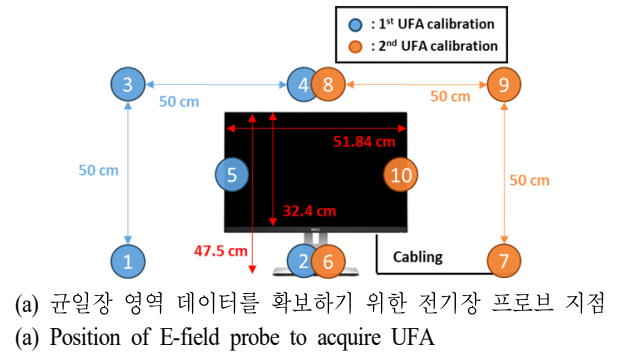 : 1st UFA calibration
: 2nd UFA calibration
3
4
8
9
50 cm
50 cm
51.84 cm
50 cm
5
10
50 cm
32.4 cm
47.5 cm
Cabling
1
2
6
7
(a) 균일장 영역 데이터를 확보하기 위한 전기장 프로브 지점
(a) Position of E-field probe to acquire UFA